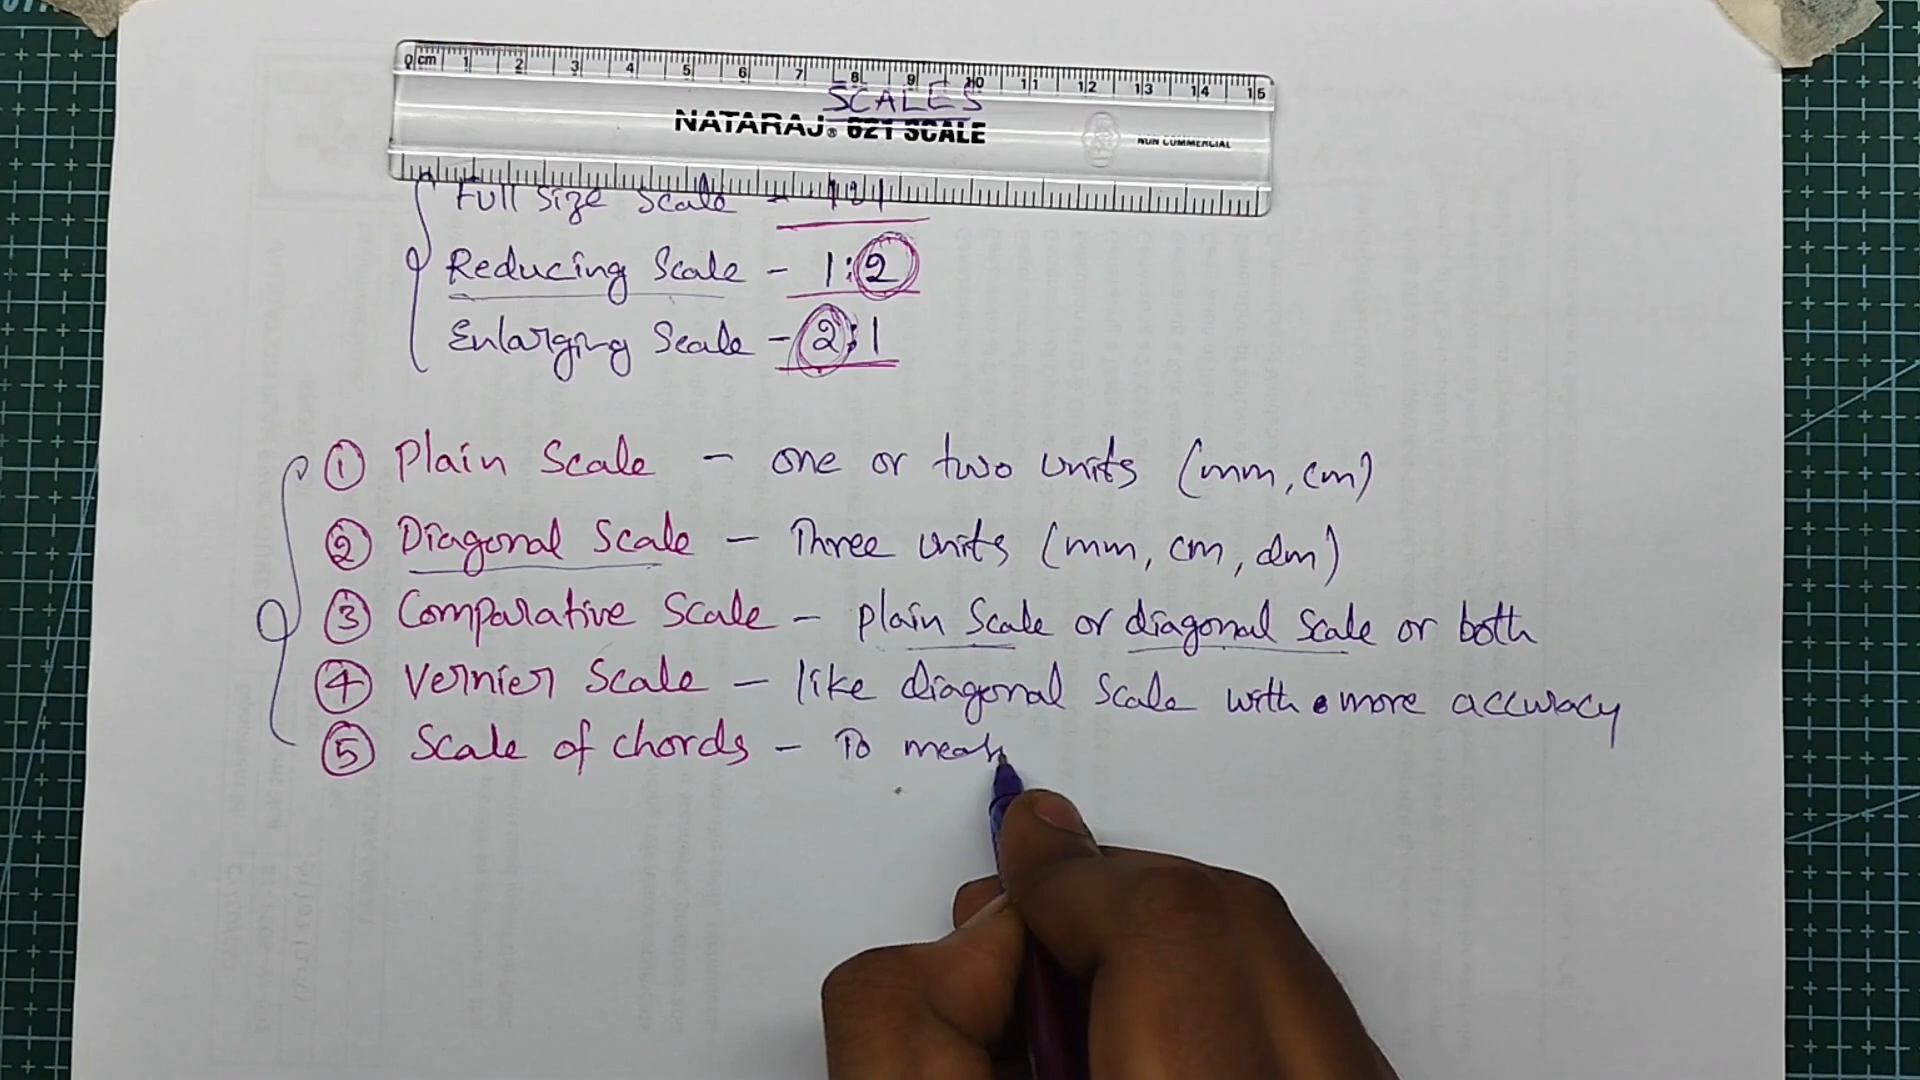 0 cm 1 2 3 4 5 6 7 8 9 10 11 12 13 14 15
SCALES
NATARAJ® 621 SCALE
NON COMMERCIAL
Full Size Scale - 1:1
Reducing Scale - 1:2
Enlarging Scale - 2:1
① Plain Scale - one or two units (mm, cm)
② Diagonal Scale - Three units (mm, cm, dm)
③ Comparative Scale - Plain Scale or diagonal Scale or both
④ Vernier Scale - like diagonal Scale with more accuracy
⑤ Scale of chords - To meas